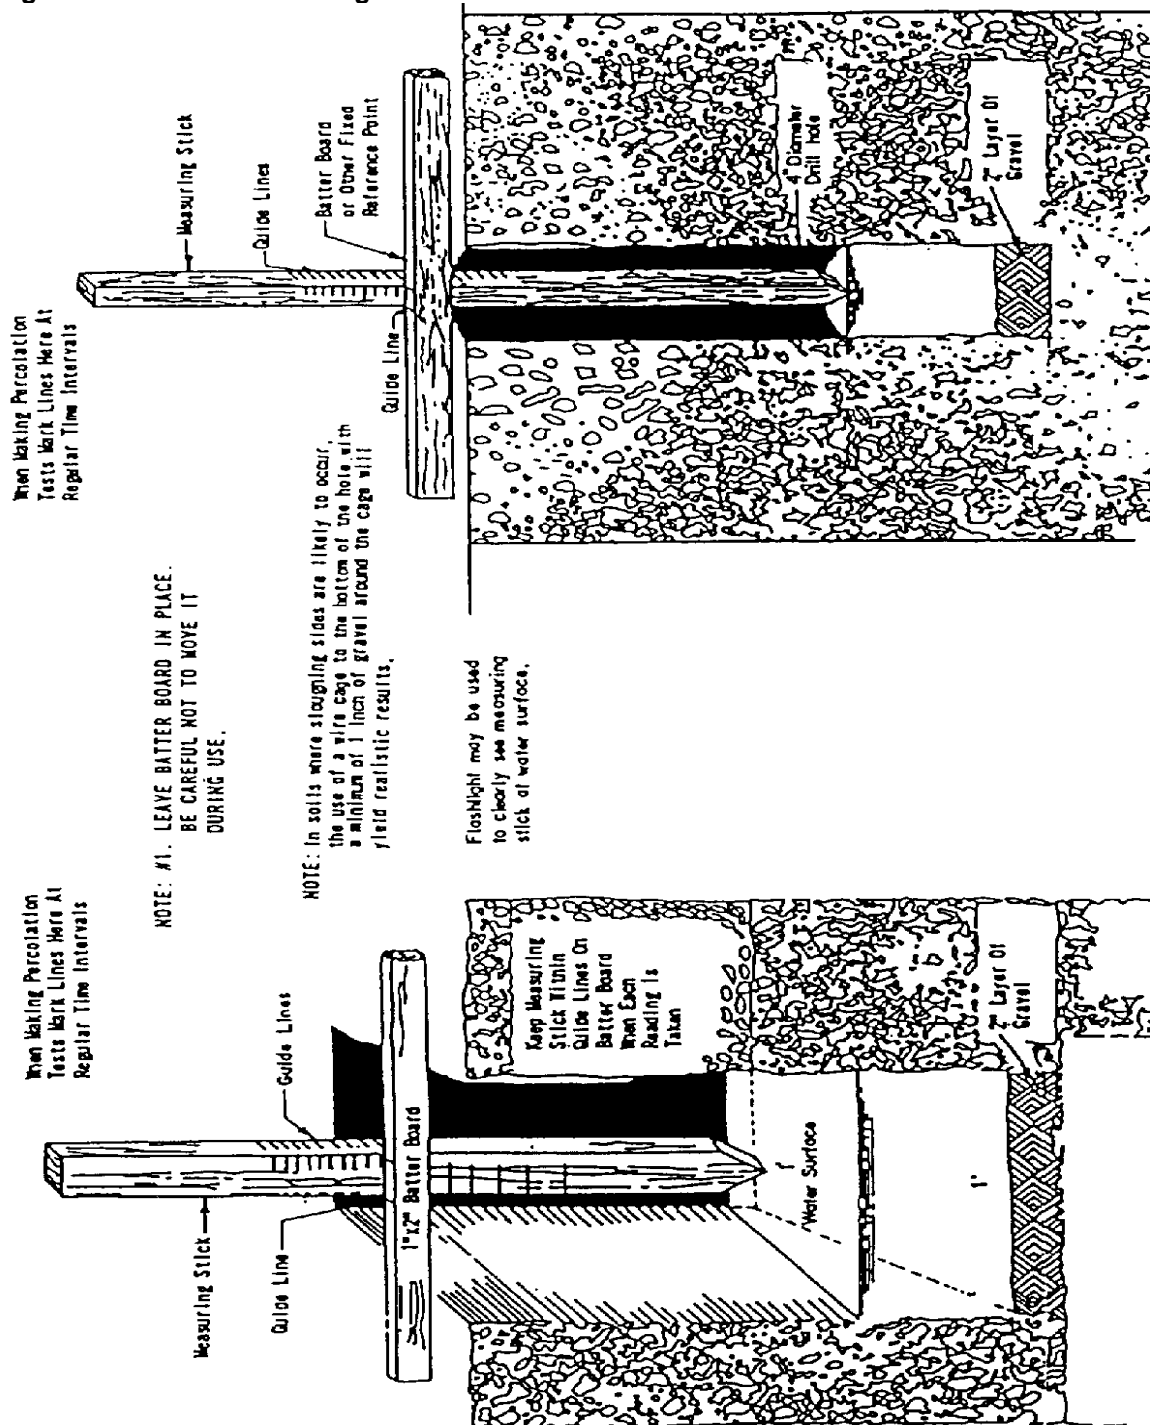 When Making Percolation
Tests Mark Lines Here At
Regular Time Intervals
Measuring Stick
Guide Lines
Batter Board
or Other Fixed
Reference Point
Guide Line
4" Diameter
Drill hole
2" Layer Of
Gravel
NOTE: #1. LEAVE BATTER BOARD IN PLACE.
BE CAREFUL NOT TO MOVE IT
DURING USE.
NOTE: In soils where sloughing sides are likely to occur,
the use of a wire cage to the bottom of the hole with
a minimum of 1 inch of gravel around the cage will
yield realistic results.
Flashlight may be used
to clearly see measuring
stick at water surface.
When Making Percolation
Tests Mark Lines Here At
Regular Time Intervals
Measuring Stick
Guide Lines
Guide Line
1"x2" Batter Board
Keep Measuring
Stick Within
Guide Lines On
Batter Board
When Each
Reading Is
Taken
Water Surface
1'
2" Layer Of
Gravel